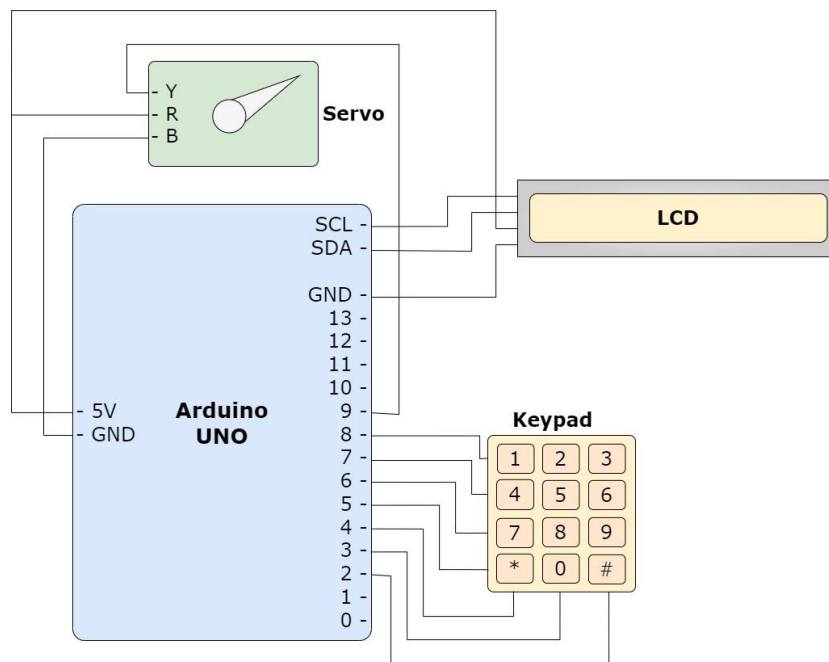 - Y
- R
- B
Servo
SCL -
SDA -
GND -
13 -
12 -
11 -
10 -
9 -
8 -
7 -
6 -
5 -
4 -
3 -
2 -
1 -
0 -
- 5V
- GND
Arduino
UNO
LCD
Keypad
1 2 3
4 5 6
7 8 9
* 0 #